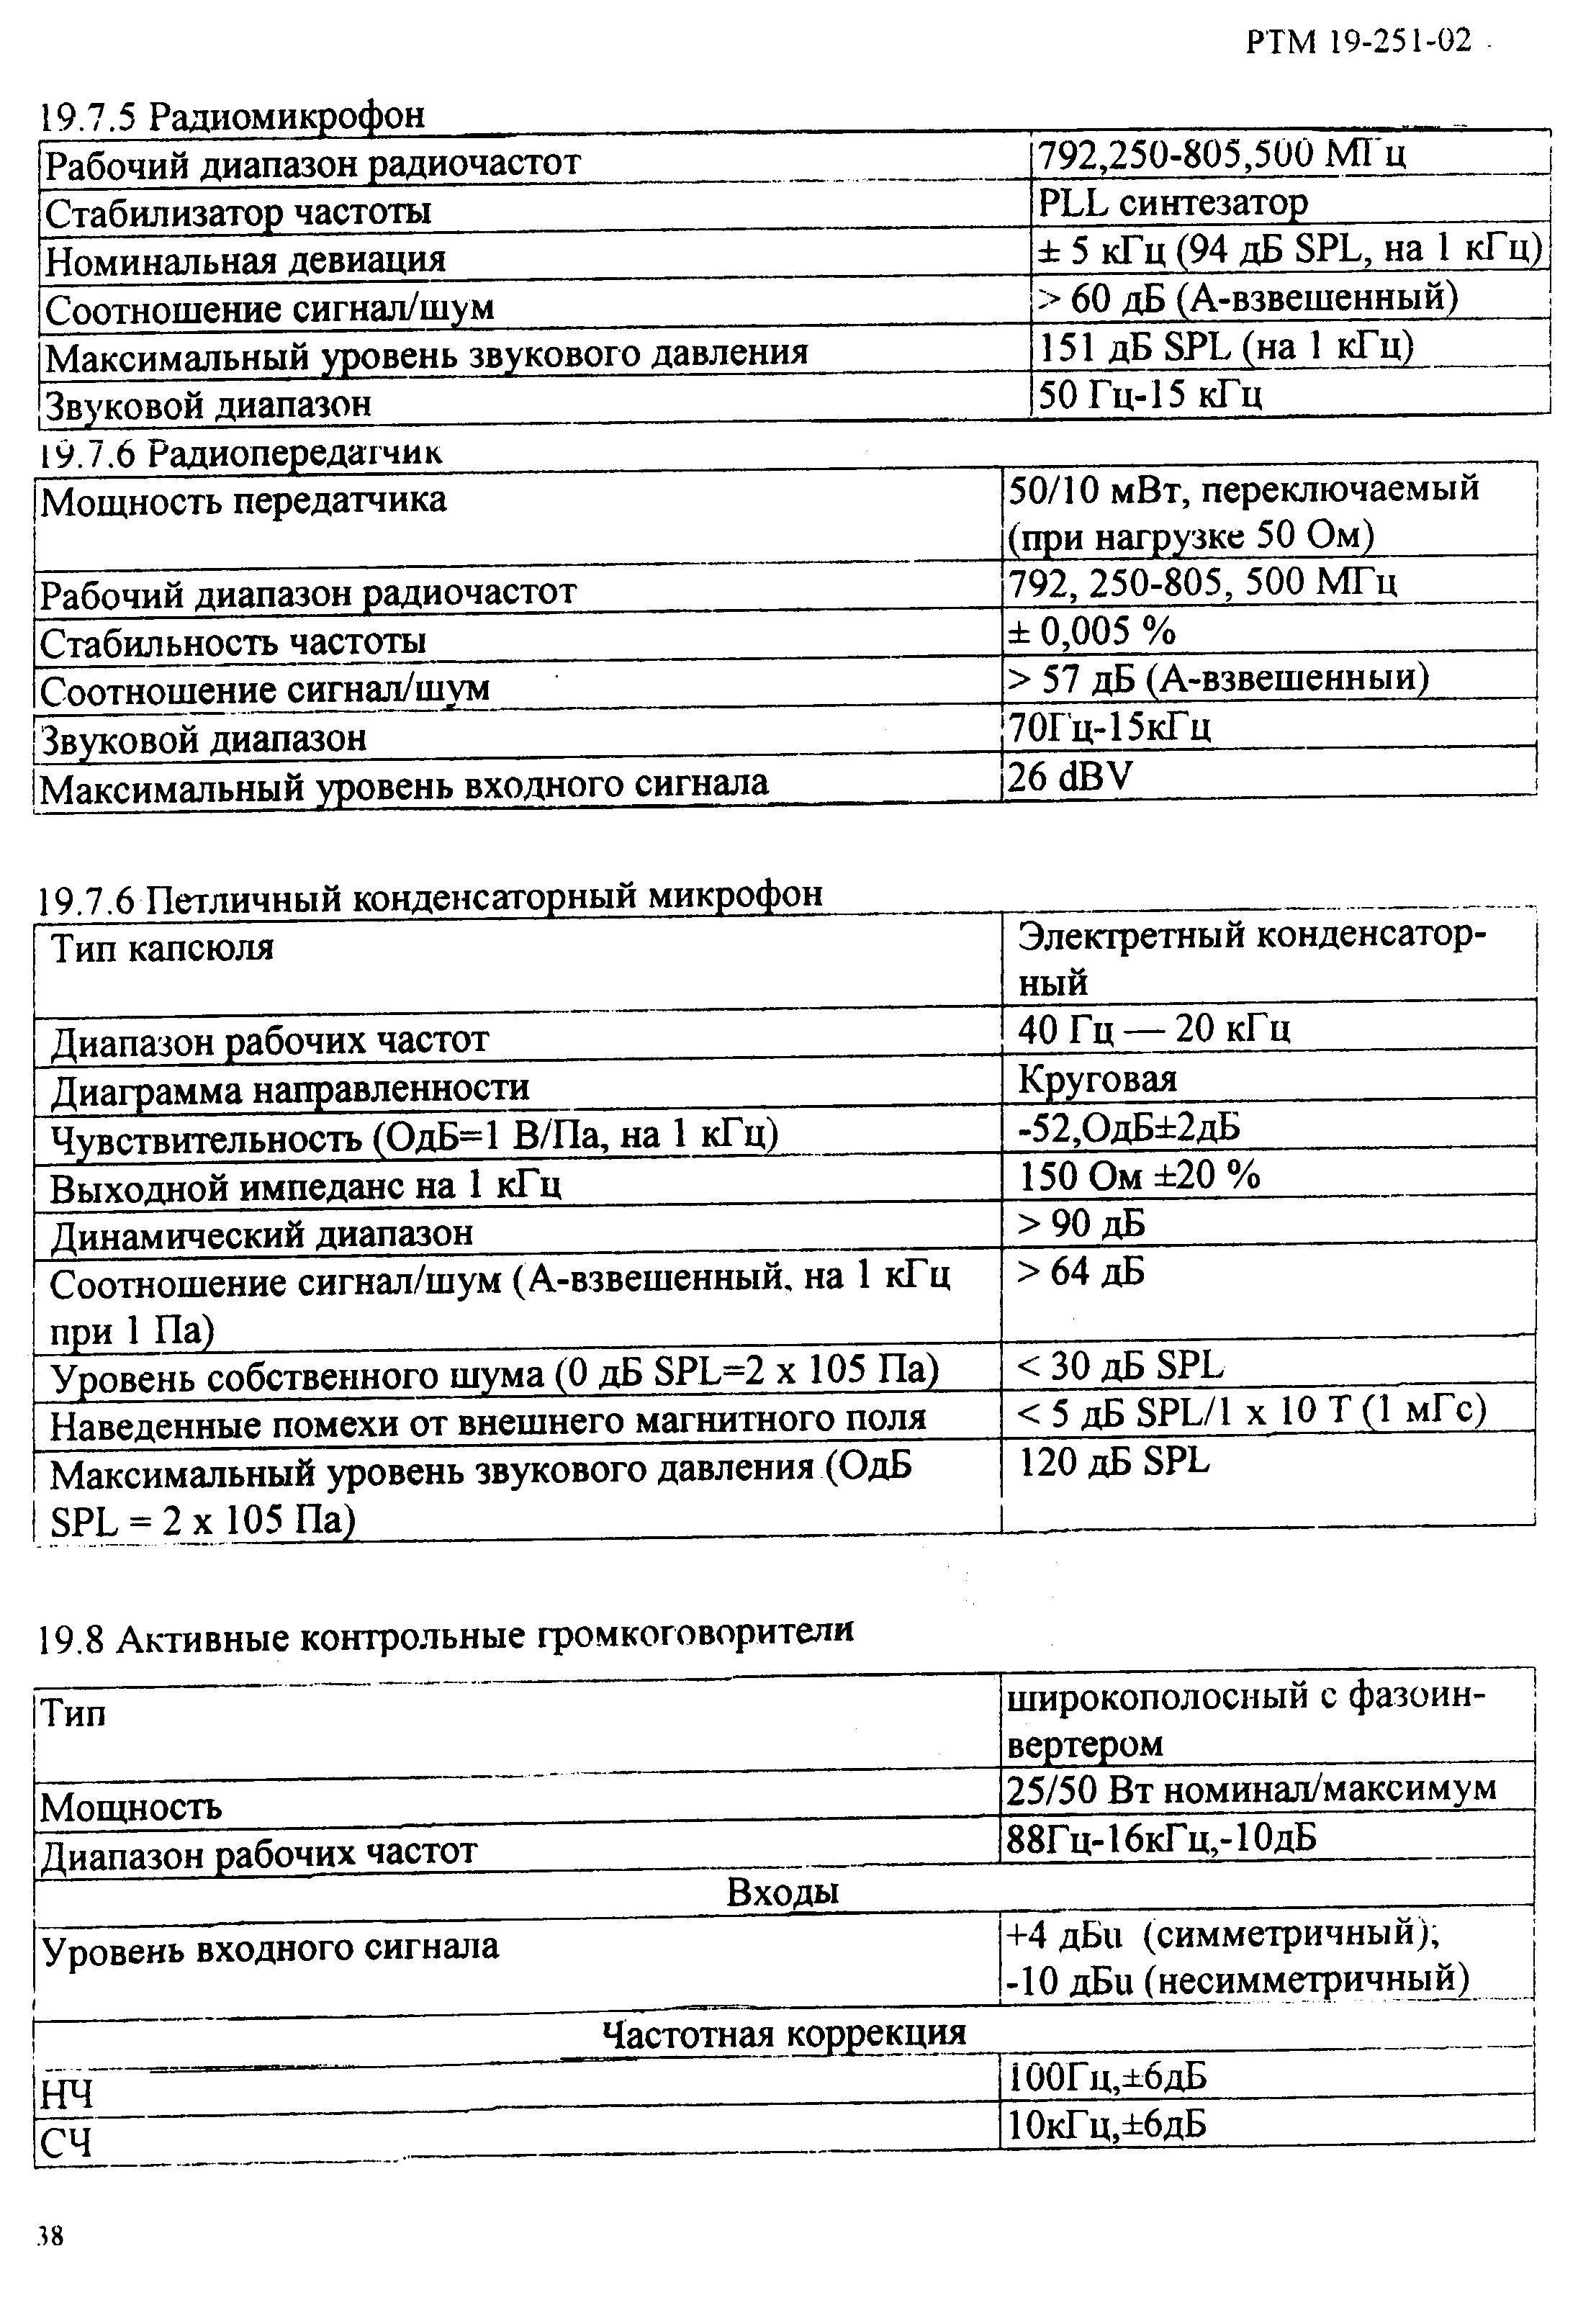 РТМ 19-251-02
19.7.5 Радиомикрофон
Рабочий диапазон радиочастот 792,250-805,500 МГц
Стабилизатор частоты PLL синтезатор
Номинальная девиация ± 5 кГц (94 дБ SPL, на 1 кГц)
Соотношение сигнал/шум > 60 дБ (А-взвешенный)
Максимальный уровень звукового давления 151 дБ SPL (на 1 кГц)
Звуковой диапазон 50 Гц-15 кГц
19.7.6 Радиопередатчик
Мощность передатчика 50/10 мВт, переключаемый
(при нагрузке 50 Ом)
Рабочий диапазон радиочастот 792, 250-805, 500 МГц
Стабильность частоты ± 0,005 %
Соотношение сигнал/шум > 57 дБ (А-взвешенныи)
Звуковой диапазон 70Гц-15кГц
Максимальный уровень входного сигнала 26 dBV
19.7.6 Петличный конденсаторный микрофон
Тип капсюля Электретный конденсатор-
ный
Диапазон рабочих частот 40 Гц — 20 кГц
Диаграмма направленности Круговая
Чувствительность (ОдБ=1 В/Па, на 1 кГц) -52,ОдБ±2дБ
Выходной импеданс на 1 кГц 150 Ом ±20 %
Динамический диапазон > 90 дБ
Соотношение сигнал/шум (А-взвешенный, на 1 кГц > 64 дБ
при 1 Па)
Уровень собственного шума (0 дБ SPL=2 х 105 Па) < 30 дБ SPL
Наведенные помехи от внешнего магнитного поля < 5 дБ SPL/1 х 10 Т (1 мГс)
Максимальный уровень звукового давления (ОдБ 120 дБ SPL
SPL = 2 х 105 Па)
19.8 Активные контрольные громкоговорители
Тип широкополосный с фазоин-
вертером
Мощность 25/50 Вт номинал/максимум
Диапазон рабочих частот 88Гц-16кГц,-10дБ
Входы
Уровень входного сигнала +4 дБu (симметричный);
-10 дБu (несимметричный)
Частотная коррекция
НЧ 100Гц,±6дБ
СЧ 10кГц,±6дБ
38